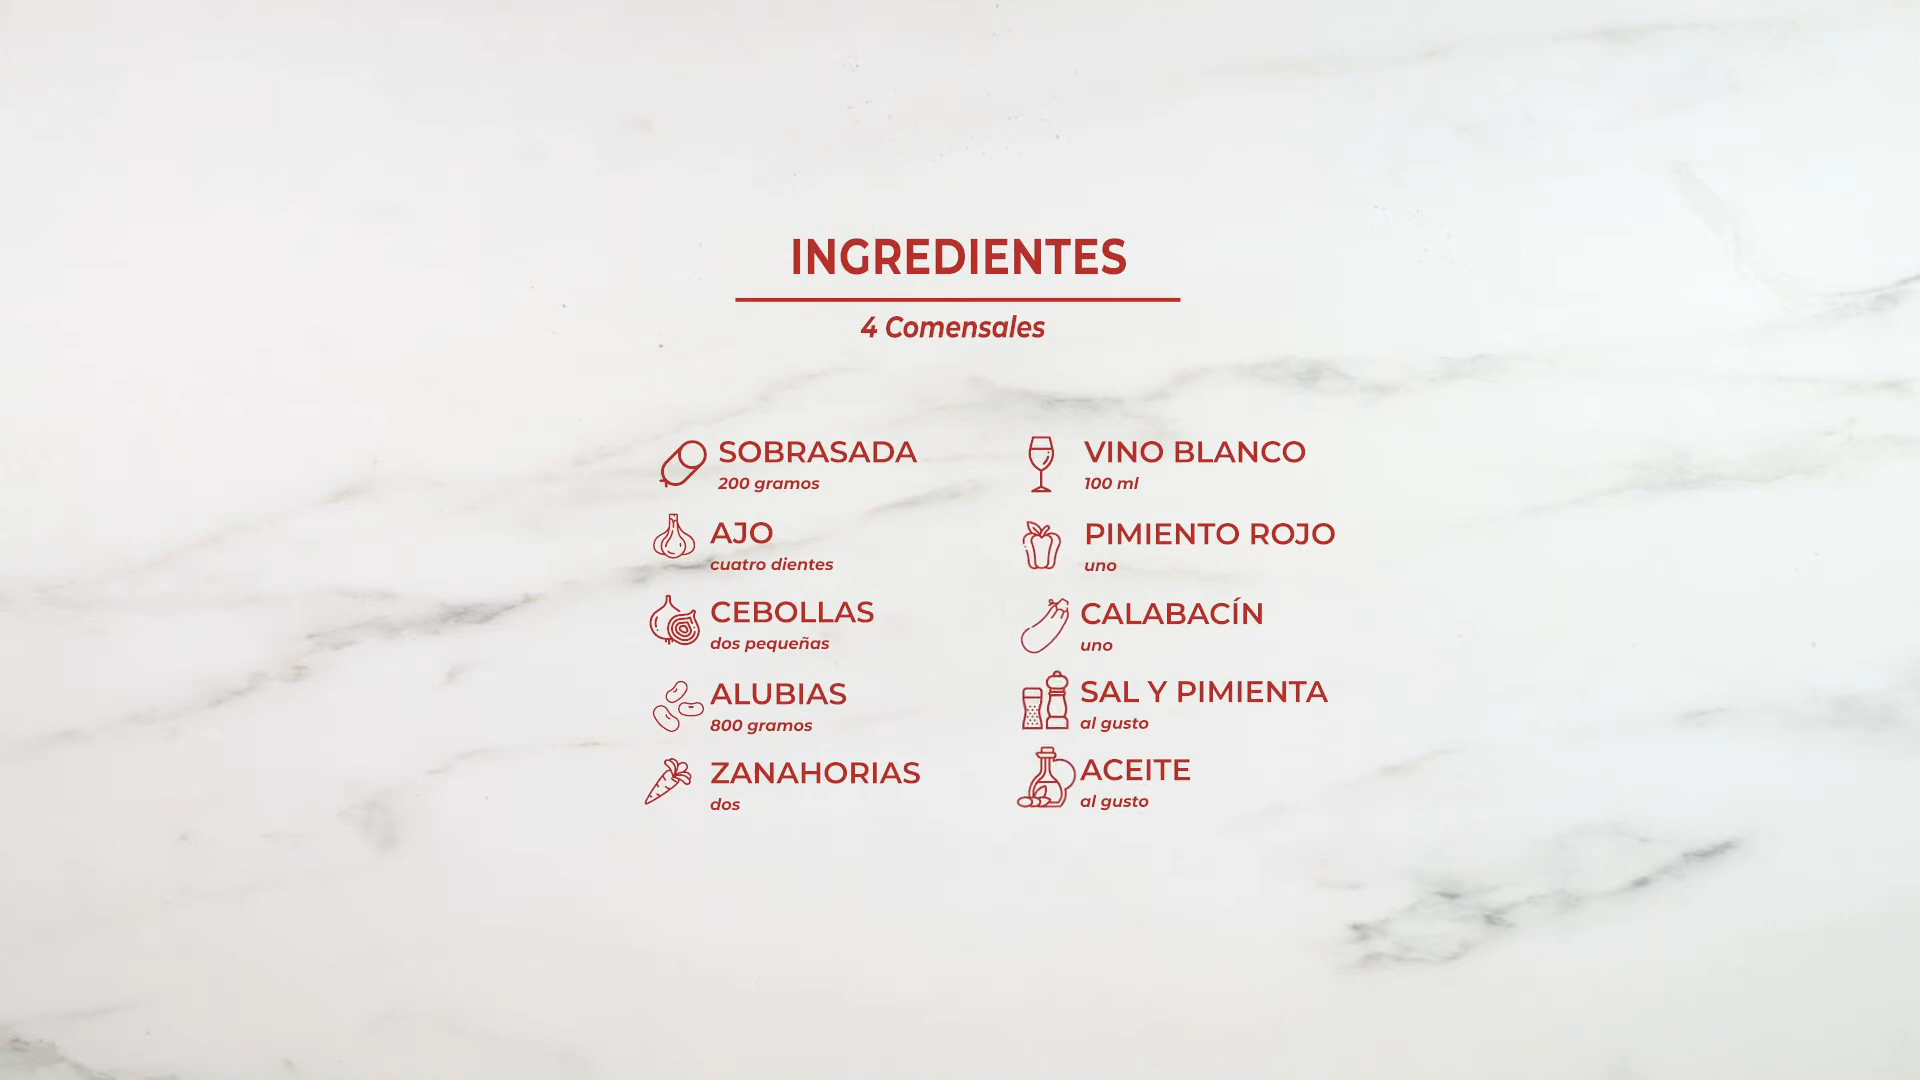 INGREDIENTES
4 Comensales
SOBRASADA
200 gramos
AJO
cuatro dientes
CEBOLLAS
dos pequeñas
ALUBIAS
800 gramos
ZANAHORIAS
dos
VINO BLANCO
100 ml
PIMIENTO ROJO
uno
CALABACÍN
uno
SAL Y PIMIENTA
al gusto
ACEITE
al gusto